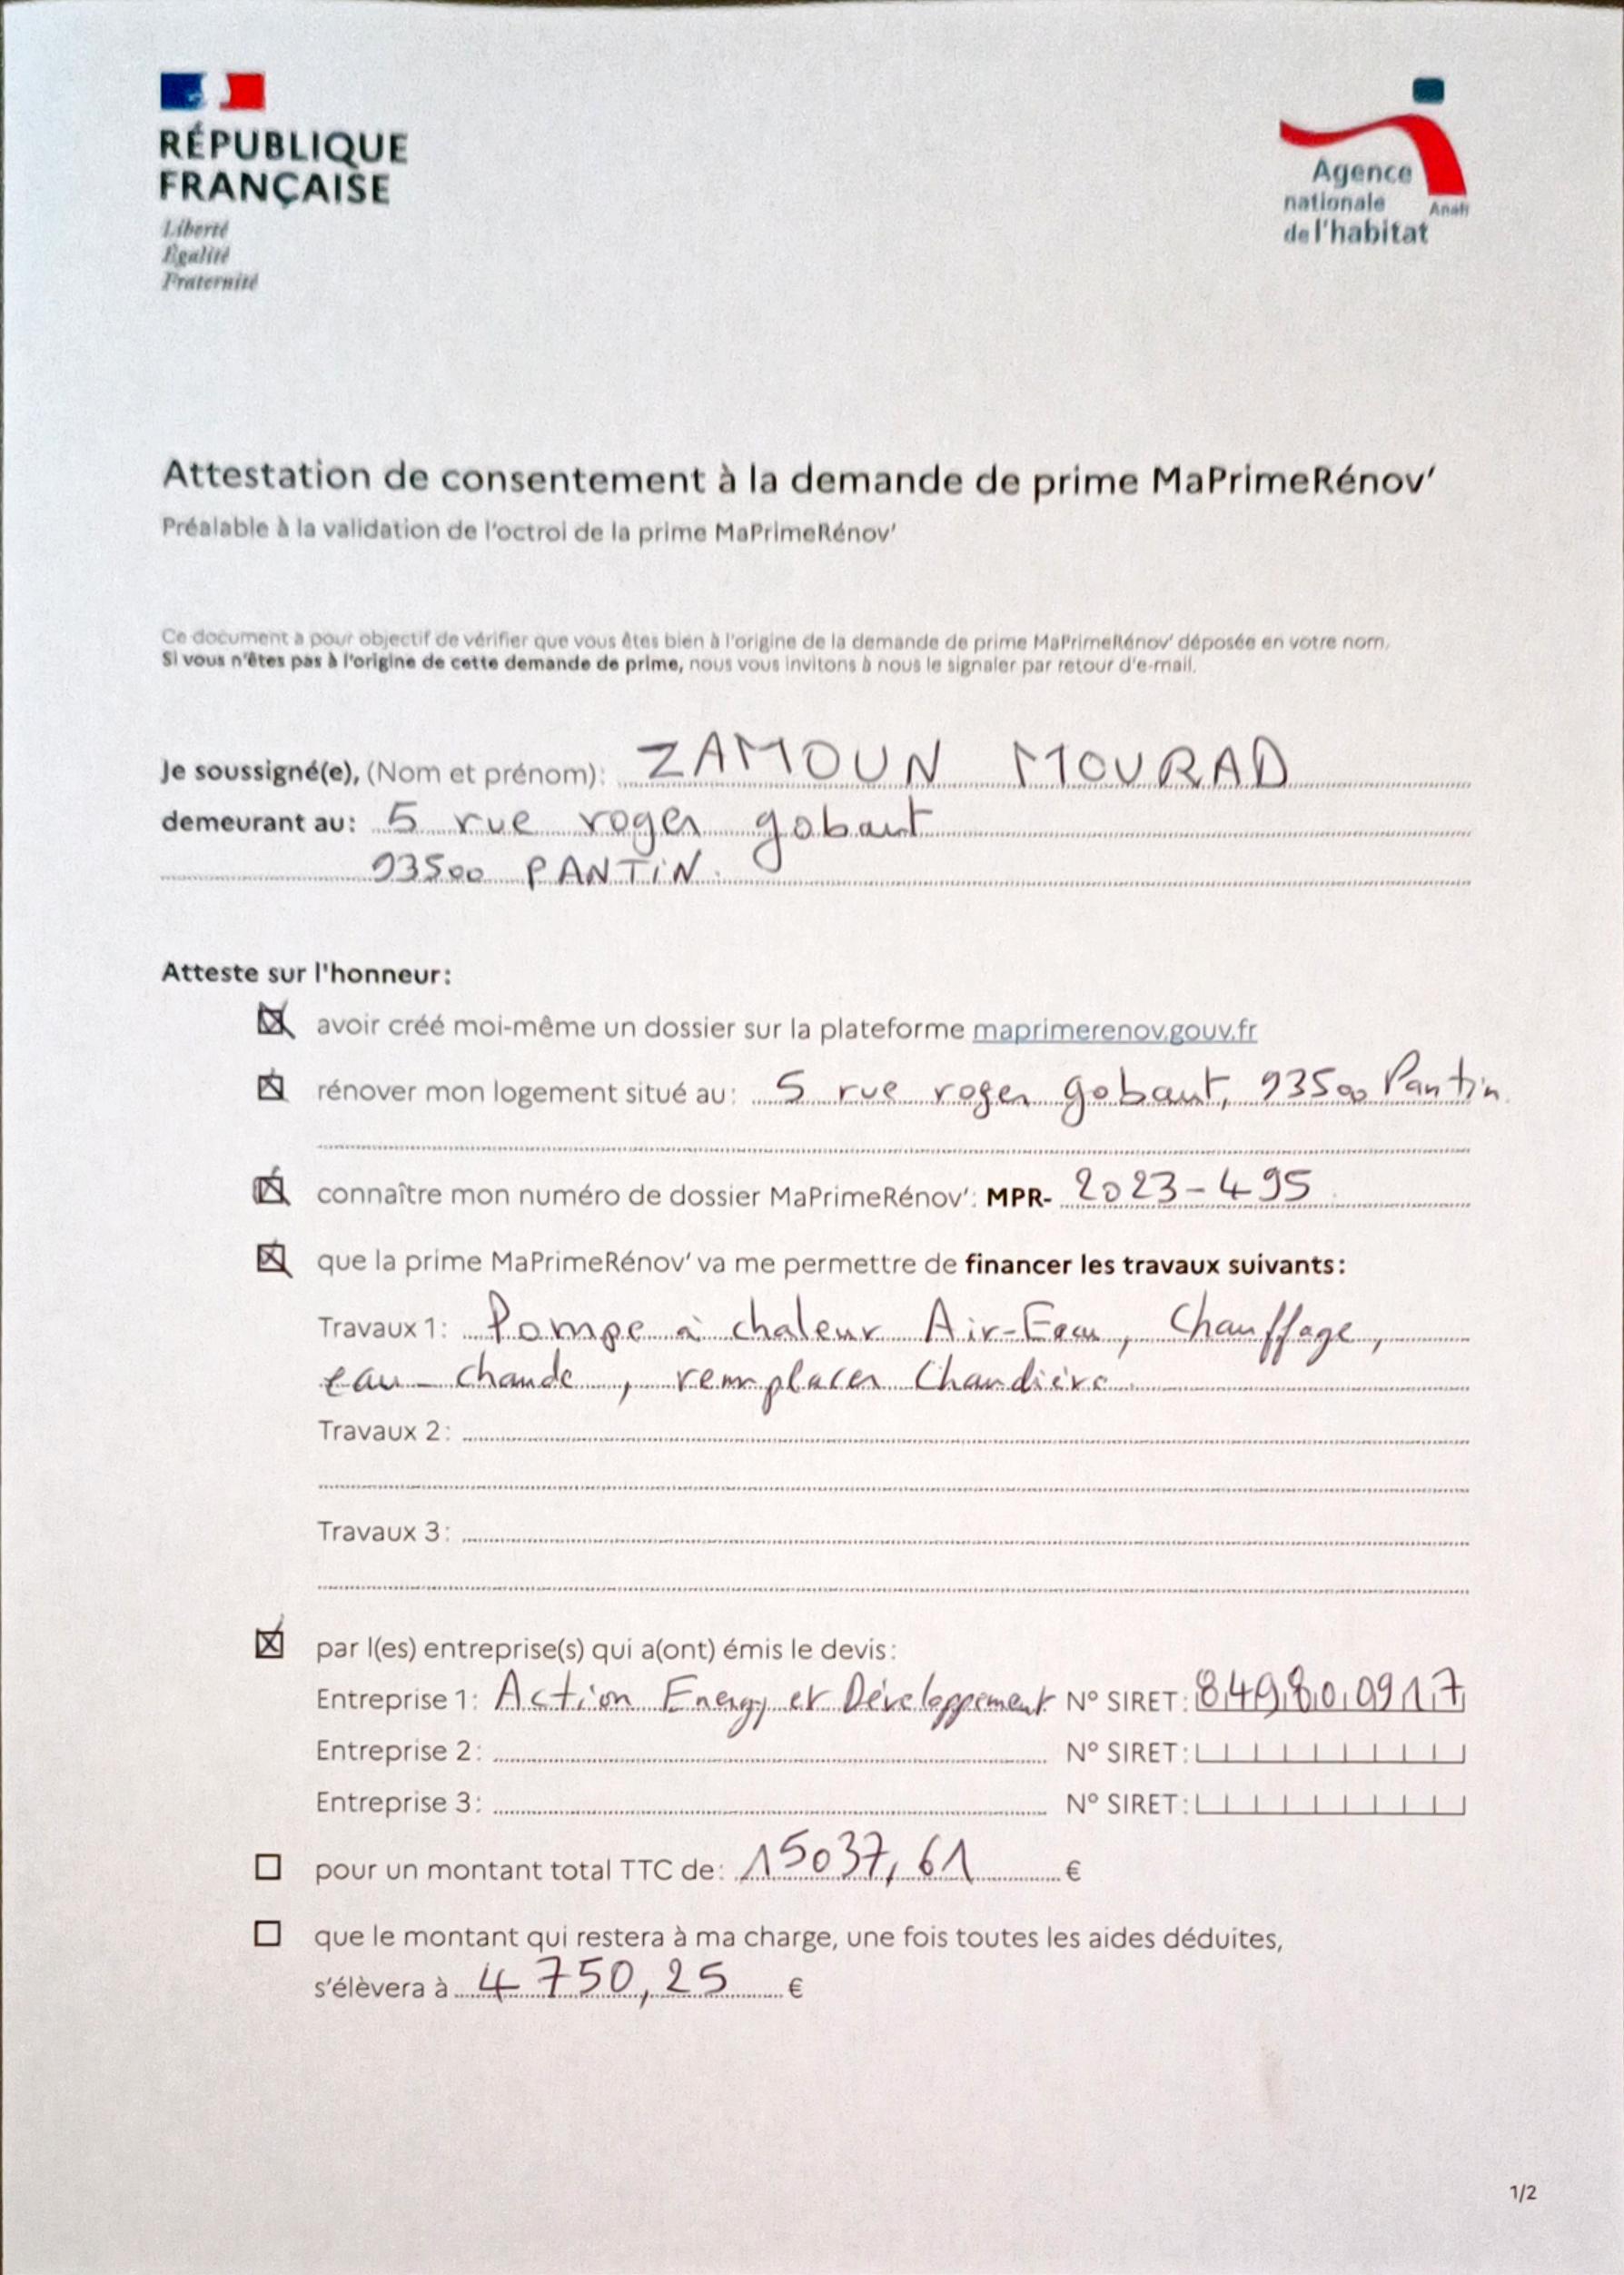 RÉPUBLIQUE
FRANÇAISE
Liberté
Égalité
Fraternité
Agence
nationale
de l'habitat
Anah
Attestation de consentement à la demande de prime MaPrimeRénov'
Préalable à la validation de l'octroi de la prime MaPrimeRénov'
Ce document a pour objectif de vérifier que vous êtes bien à l'origine de la demande de prime MaPrimeRénov' déposée en votre nom.
Si vous n'êtes pas à l'origine de cette demande de prime, nous vous invitons à nous le signaler par retour d'e-mail.
Je soussigné(e), (Nom et prénom): ZAMOUN MOURAD
demeurant au: 5 rue roger gobaut
93500 PANTIN.
Atteste sur l'honneur:
avoir créé moi-même un dossier sur la plateforme maprimerenov.gouv.fr
rénover mon logement situé au: 5 rue roger gobaut, 93500 Pantin.
connaître mon numéro de dossier MaPrimeRénov': MPR- 2023-495
que la prime MaPrimeRénov' va me permettre de financer les travaux suivants:
Travaux 1: Pompe à chaleur Air-Eau, Chauffage,
eau-chaude, remplacer Chaudière.
Travaux 2:
Travaux 3:
par l(es) entreprise(s) qui a(ont) émis le devis:
Entreprise 1: Action Energy et Développement N° SIRET: 849800917
Entreprise 2: N° SIRET:
Entreprise 3: N° SIRET:
pour un montant total TTC de: 15037,61 €
que le montant qui restera à ma charge, une fois toutes les aides déduites,
s'élèvera à 4750,25 €
1/2